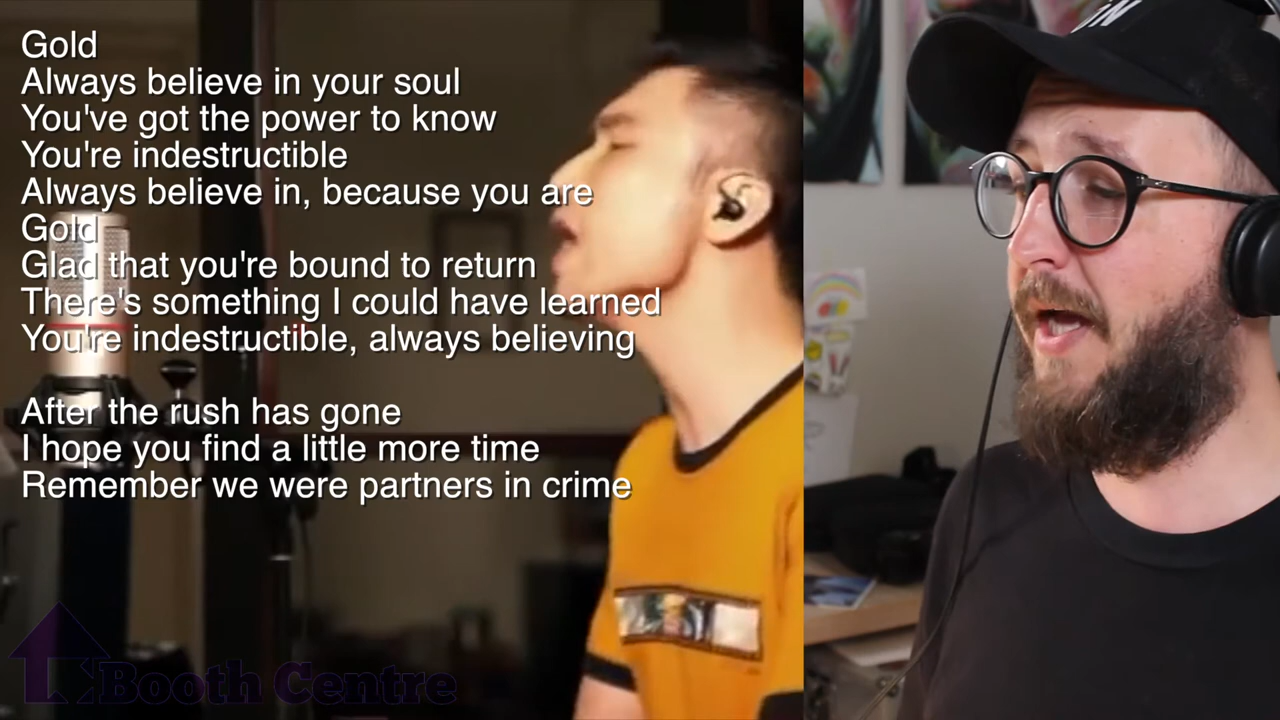 Gold
Always believe in your soul
You've got the power to know
You're indestructible
Always believe in, because you are
Gold
Glad that you're bound to return
There's something I could have learned
You're indestructible, always believing

After the rush has gone
I hope you find a little more time
Remember we were partners in crime
Booth Centre